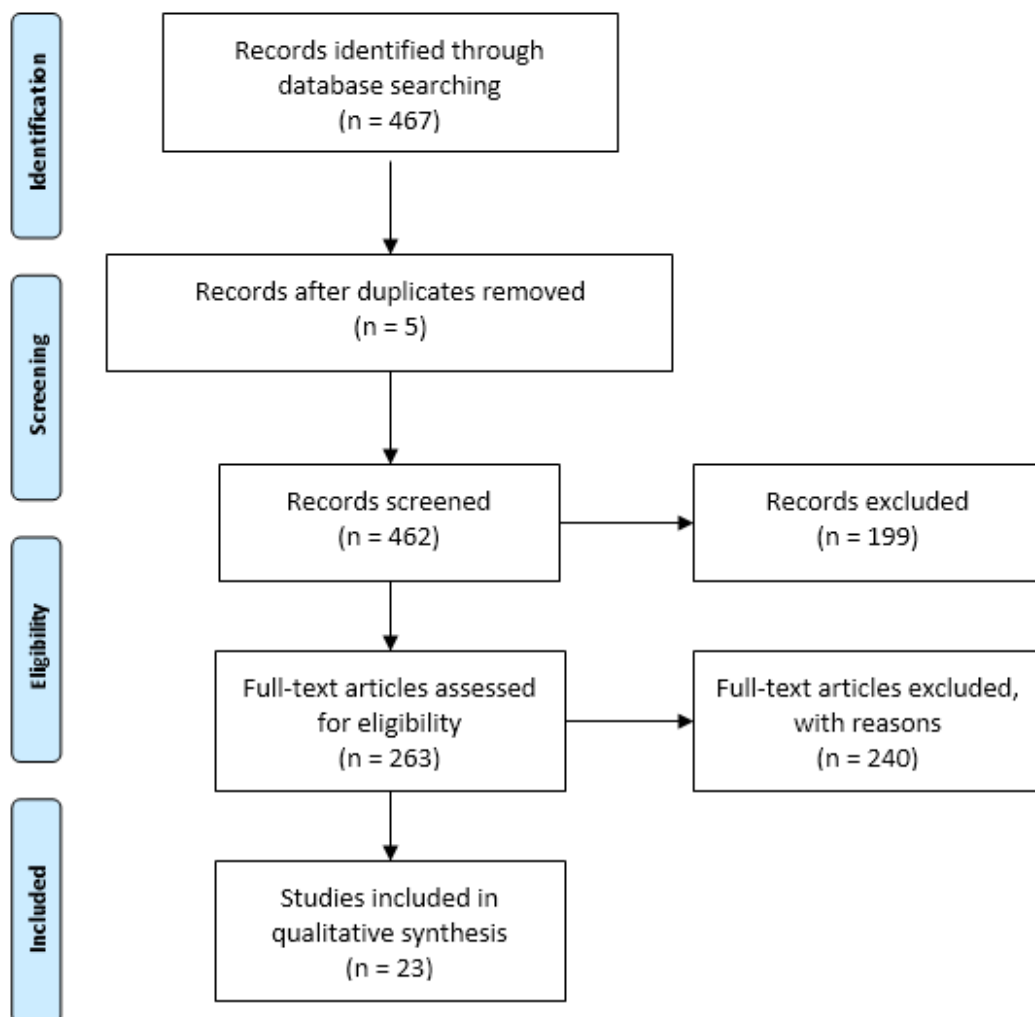 Identification
Records identified through
database searching
(n = 467)
Records after duplicates removed
(n = 5)
Screening
Records screened
(n = 462)
Records excluded
(n = 199)
Eligibility
Full-text articles assessed
for eligibility
(n = 263)
Full-text articles excluded,
with reasons
(n = 240)
Included
Studies included in
qualitative synthesis
(n = 23)